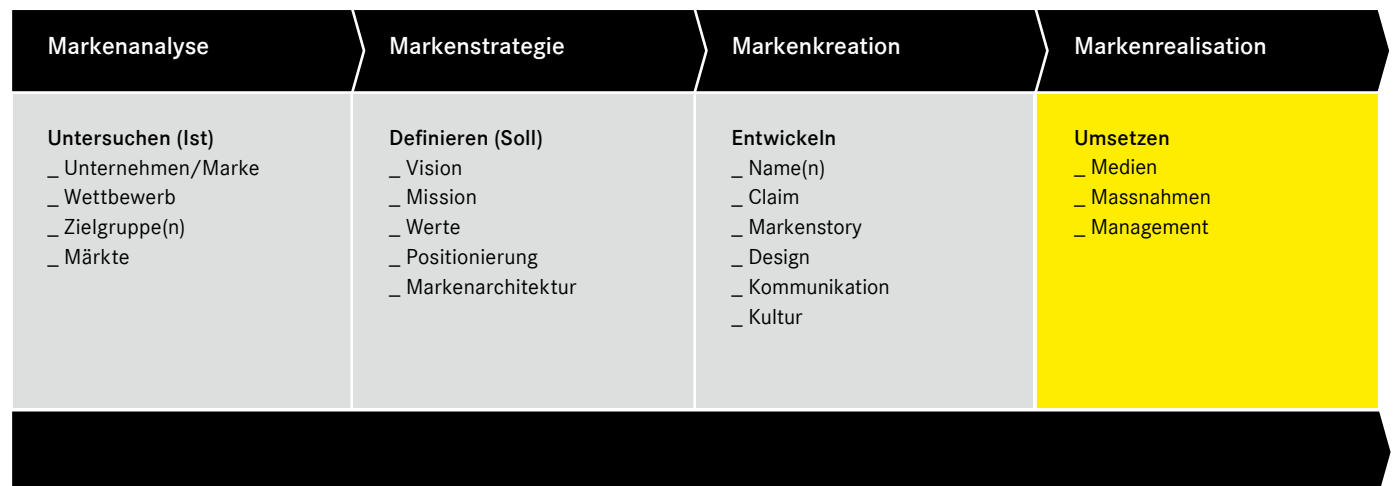 Markenanalyse
Markenstrategie
Markenkreation
Markenrealisation
Untersuchen (Ist)
_ Unternehmen/Marke
_ Wettbewerb
_ Zielgruppe(n)
_ Märkte
Definieren (Soll)
_ Vision
_ Mission
_ Werte
_ Positionierung
_ Markenarchitektur
Entwickeln
_ Name(n)
_ Claim
_ Markenstory
_ Design
_ Kommunikation
_ Kultur
Umsetzen
_ Medien
_ Massnahmen
_ Management